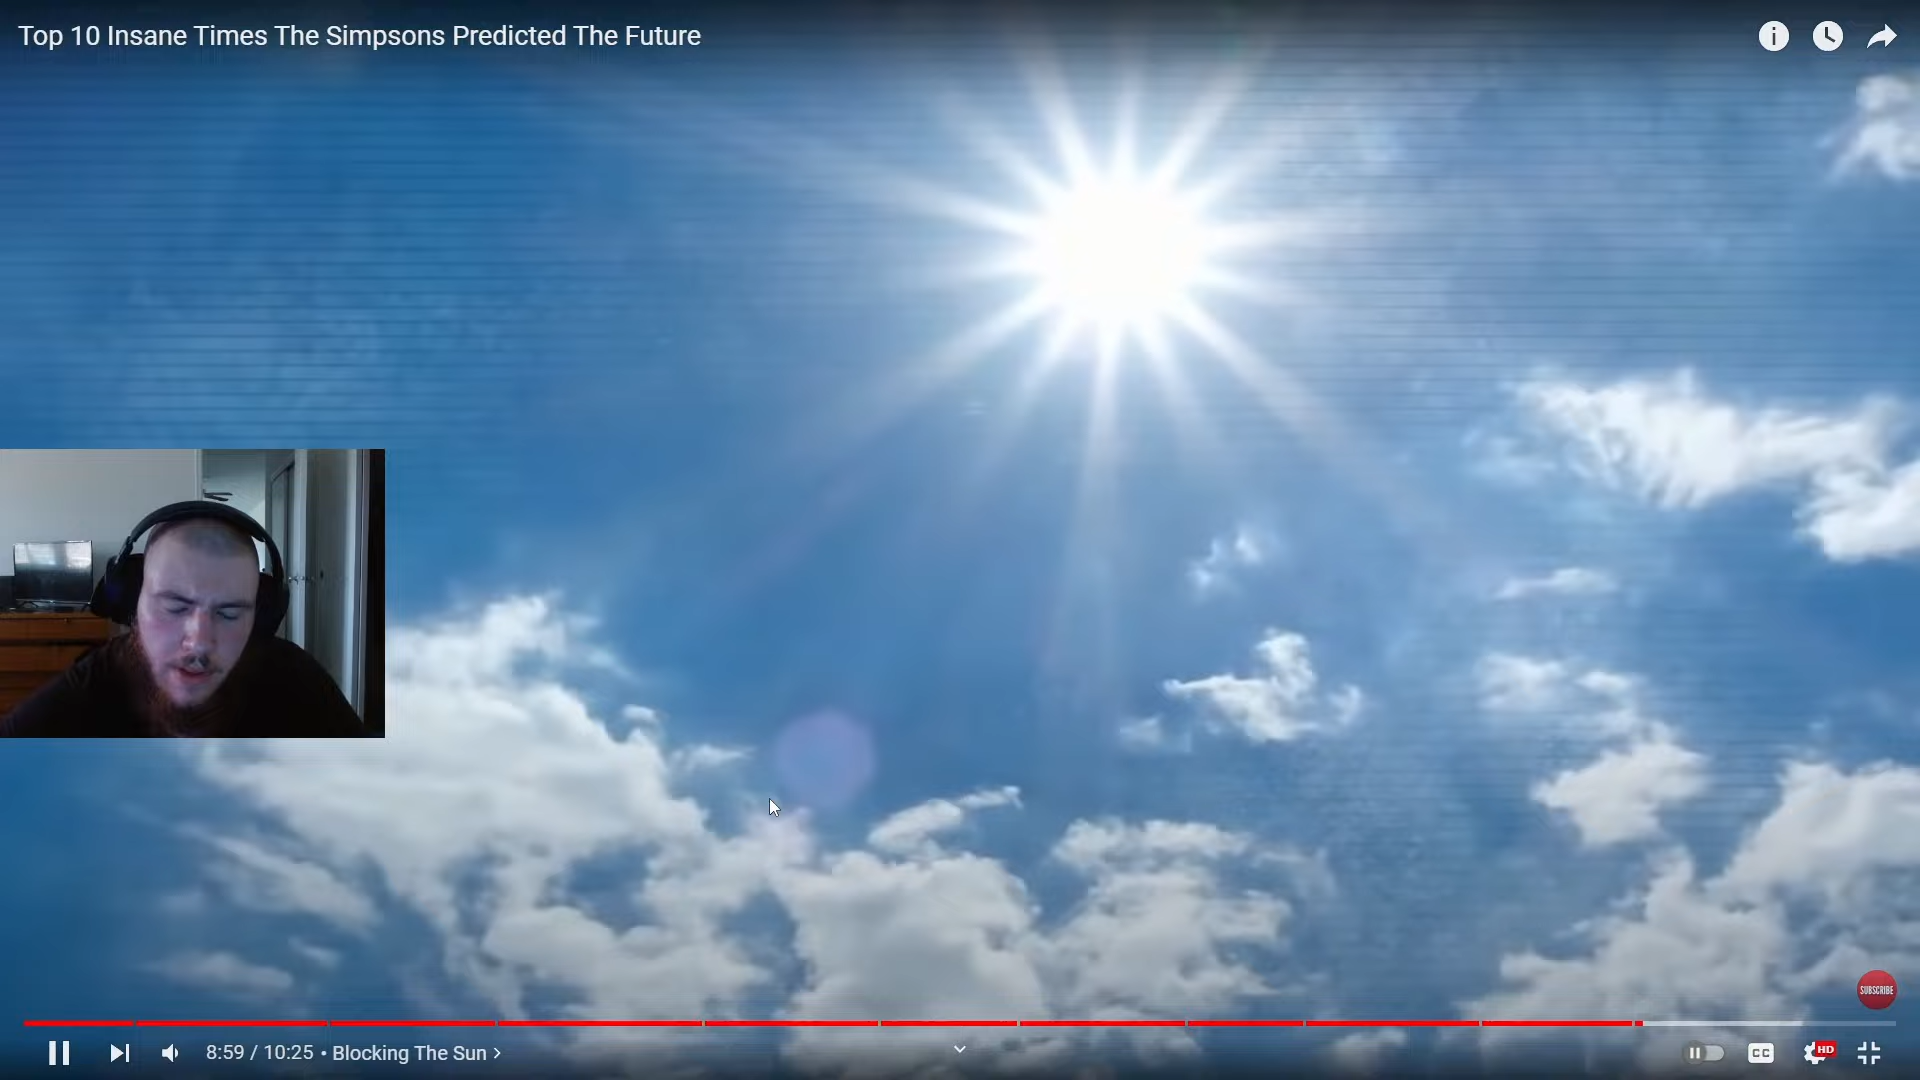 Top 10 Insane Times The Simpsons Predicted The Future
SUBSCRIBE
8:59 / 10:25 • Blocking The Sun
CC
HD